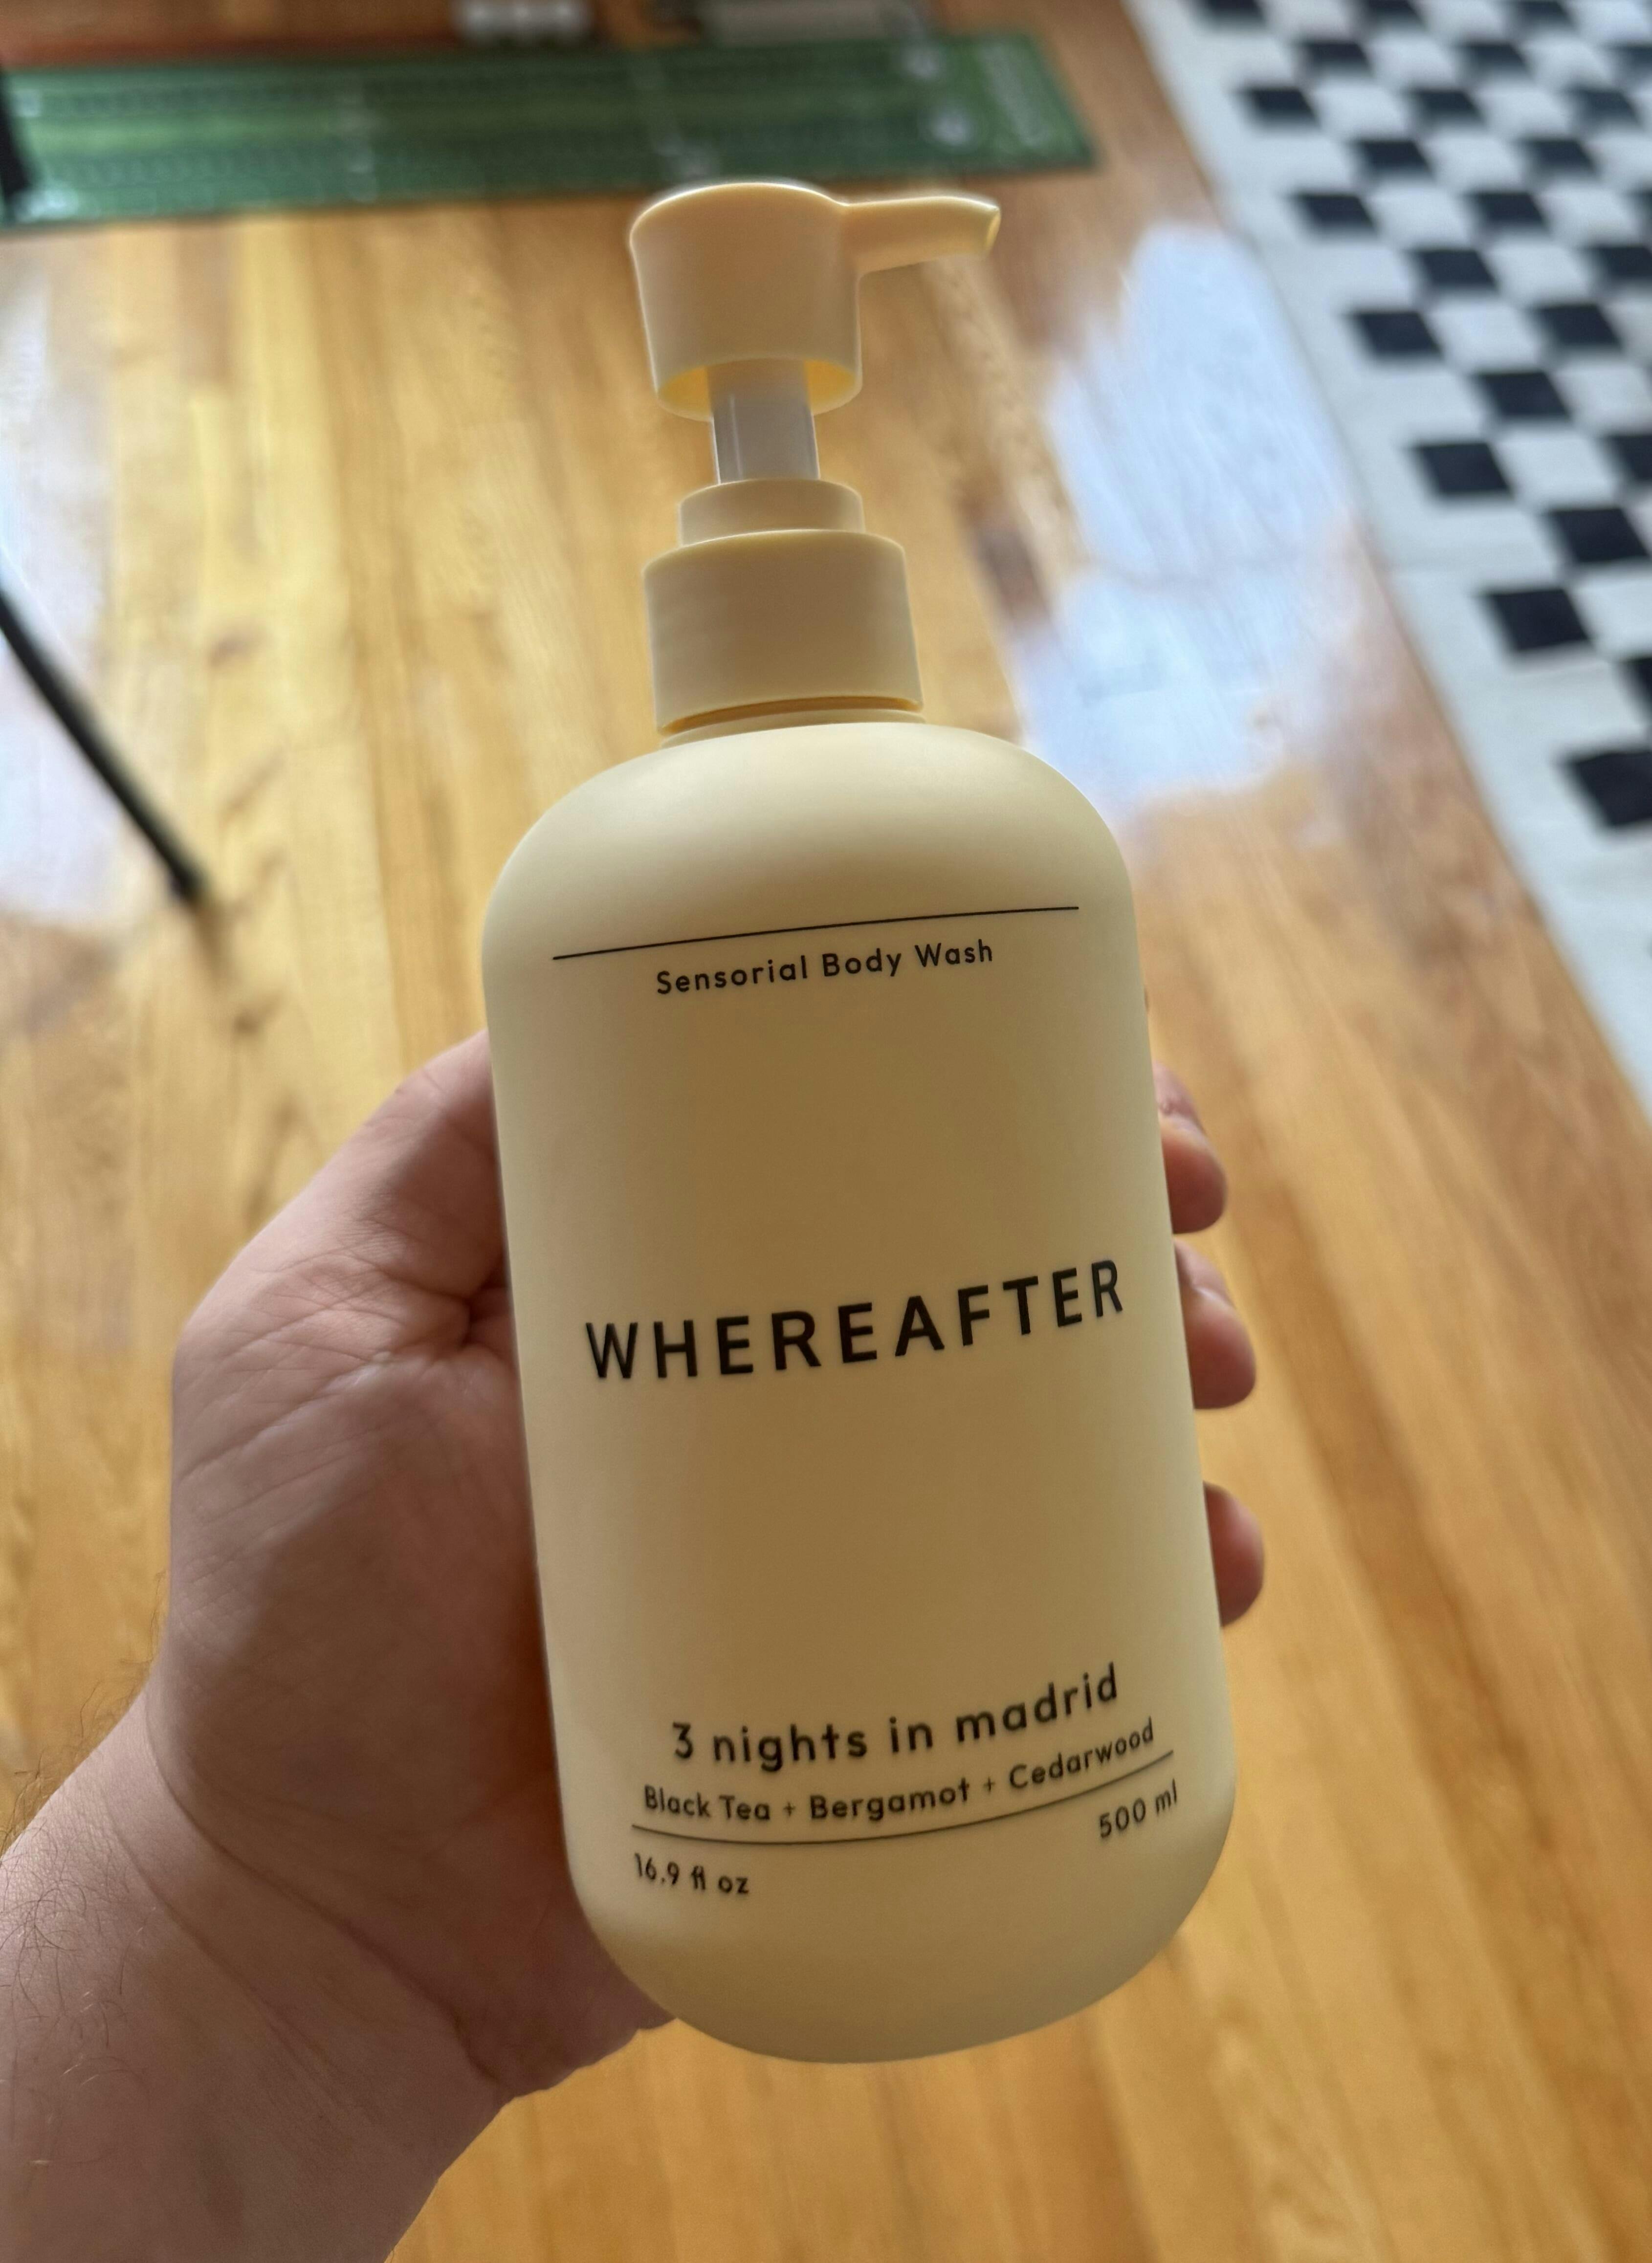 Sensorial Body Wash
WHEREAFTER
3 nights in madrid
Black Tea + Bergamot + Cedarwood
16.9 fl oz
500 ml